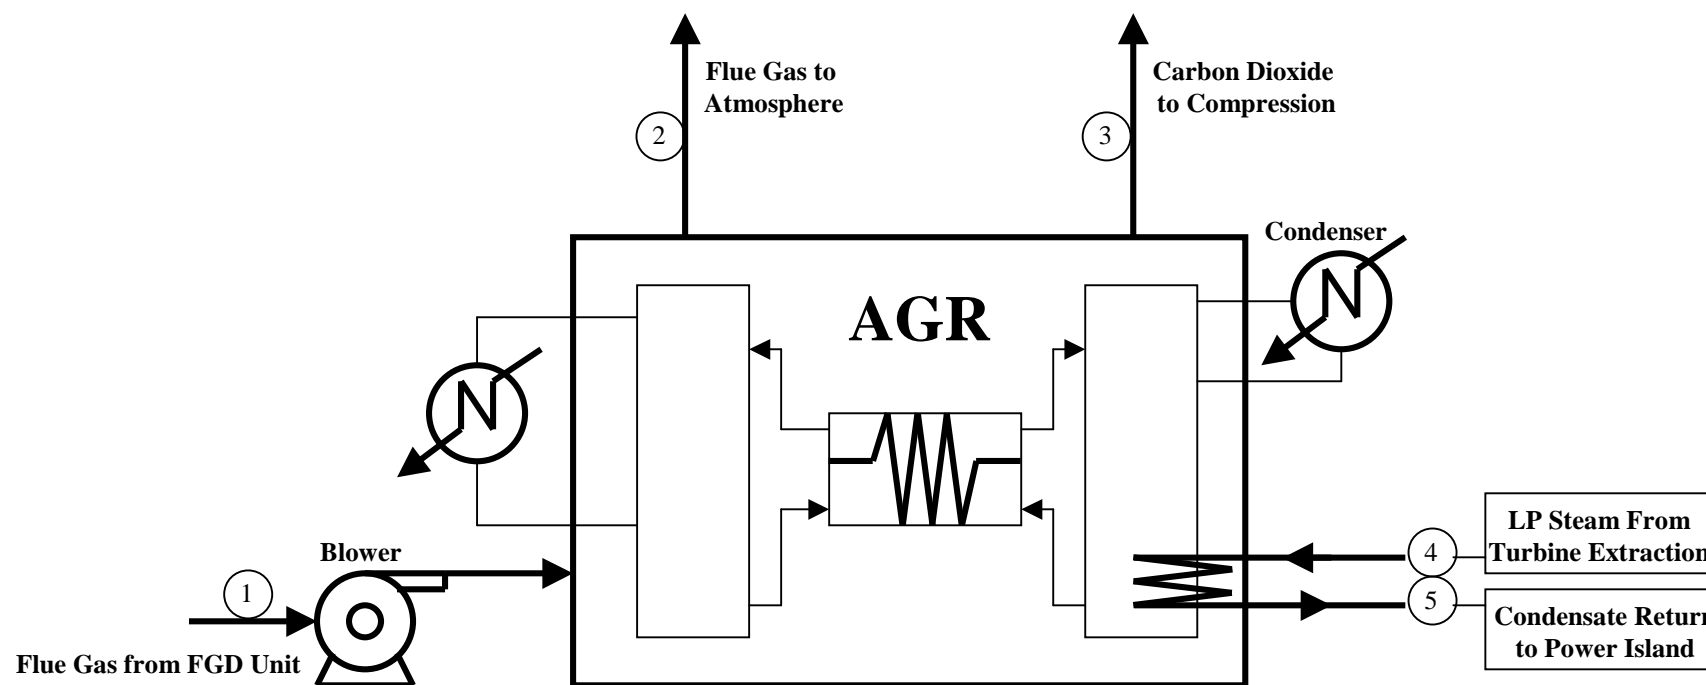 Flue Gas to
Atmosphere
Carbon Dioxide
to Compression
2
3
Condenser
AGR
LP Steam From
Turbine Extraction
4
Blower
1
5
Condensate Return
to Power Island
Flue Gas from FGD Unit